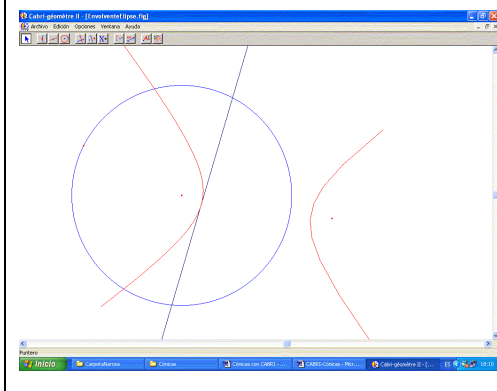 Cabri-géomètre II - [EnvolventeElipse.fig]
Archivo Edición Opciones Ventana Ayuda
Puntero
Inicio CarpetaNarosa Cónicas Cónicas con CABRI -... CABRI-Cónicas - Micr... Cabri-géomètre II - [... ES 18:10